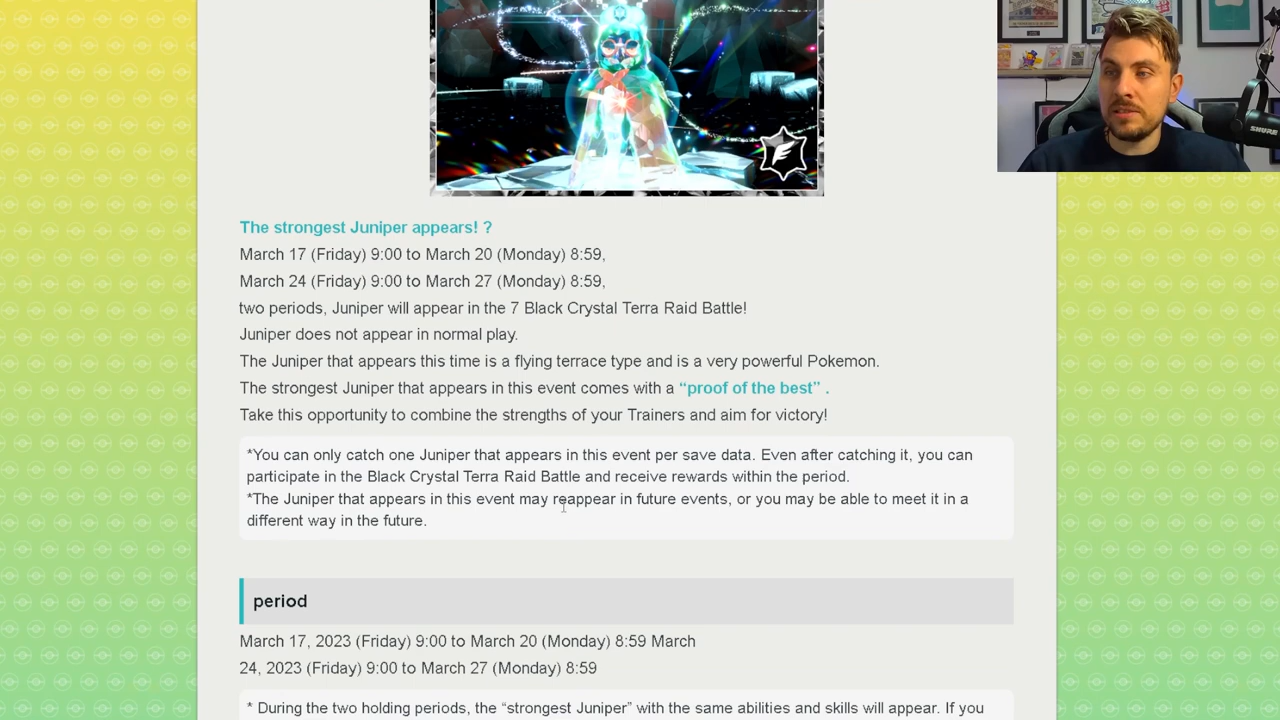 SHURE
The strongest Juniper appears! ?
March 17 (Friday) 9:00 to March 20 (Monday) 8:59,
March 24 (Friday) 9:00 to March 27 (Monday) 8:59,
two periods, Juniper will appear in the 7 Black Crystal Terra Raid Battle!
Juniper does not appear in normal play.
The Juniper that appears this time is a flying terrace type and is a very powerful Pokemon.
The strongest Juniper that appears in this event comes with a “proof of the best” .
Take this opportunity to combine the strengths of your Trainers and aim for victory!
*You can only catch one Juniper that appears in this event per save data. Even after catching it, you can
participate in the Black Crystal Terra Raid Battle and receive rewards within the period.
*The Juniper that appears in this event may reappear in future events, or you may be able to meet it in a
different way in the future.
period
March 17, 2023 (Friday) 9:00 to March 20 (Monday) 8:59 March
24, 2023 (Friday) 9:00 to March 27 (Monday) 8:59
* During the two holding periods, the “strongest Juniper” with the same abilities and skills will appear. If you